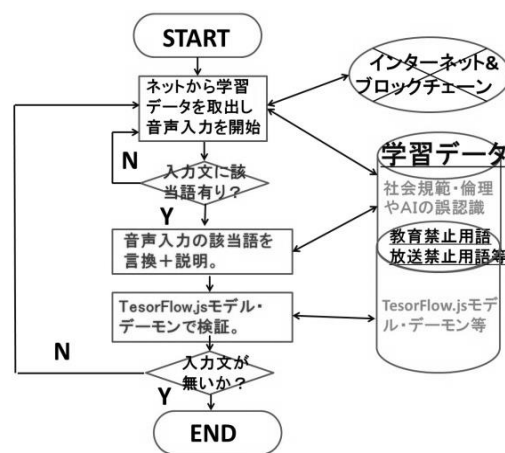 START
ネットから学習
データを取出し
音声入力を開始
インターネット&
ブロックチェーン
N
入力文に該
当語有り?
Y
学習データ
社会規範・倫理
やAIの誤認識
教育禁止用語
放送禁止用語等
音声入力の該当語を
言換+説明。
TesorFlow.jsモデル・
デーモンで検証。
TesorFlow.jsモデ
ル・デーモン等
N
入力文が
無いか?
Y
END